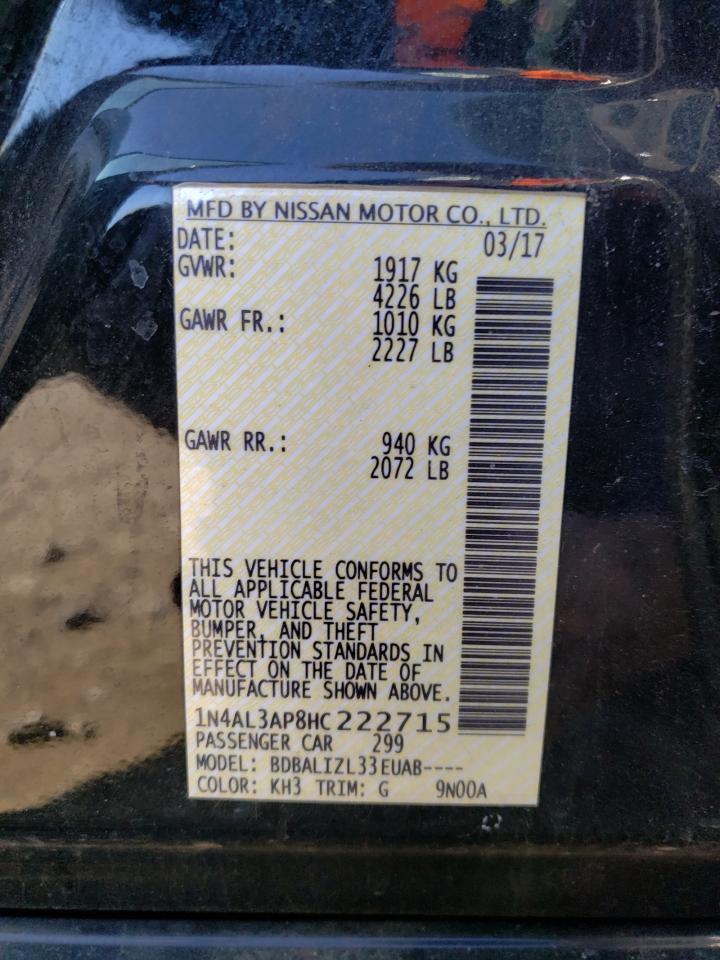 MFD BY NISSAN MOTOR CO., LTD.
DATE: 03/17
GVWR: 1917 KG
4226 LB
GAWR FR.: 1010 KG
2227 LB
GAWR RR.: 940 KG
2072 LB
THIS VEHICLE CONFORMS TO
ALL APPLICABLE FEDERAL
MOTOR VEHICLE SAFETY,
BUMPER, AND THEFT
PREVENTION STANDARDS IN
EFFECT ON THE DATE OF
MANUFACTURE SHOWN ABOVE.
1N4AL3AP8HC222715
PASSENGER CAR 299
MODEL: BDBALIZL33EUAB----
COLOR: KH3 TRIM: G 9N00A